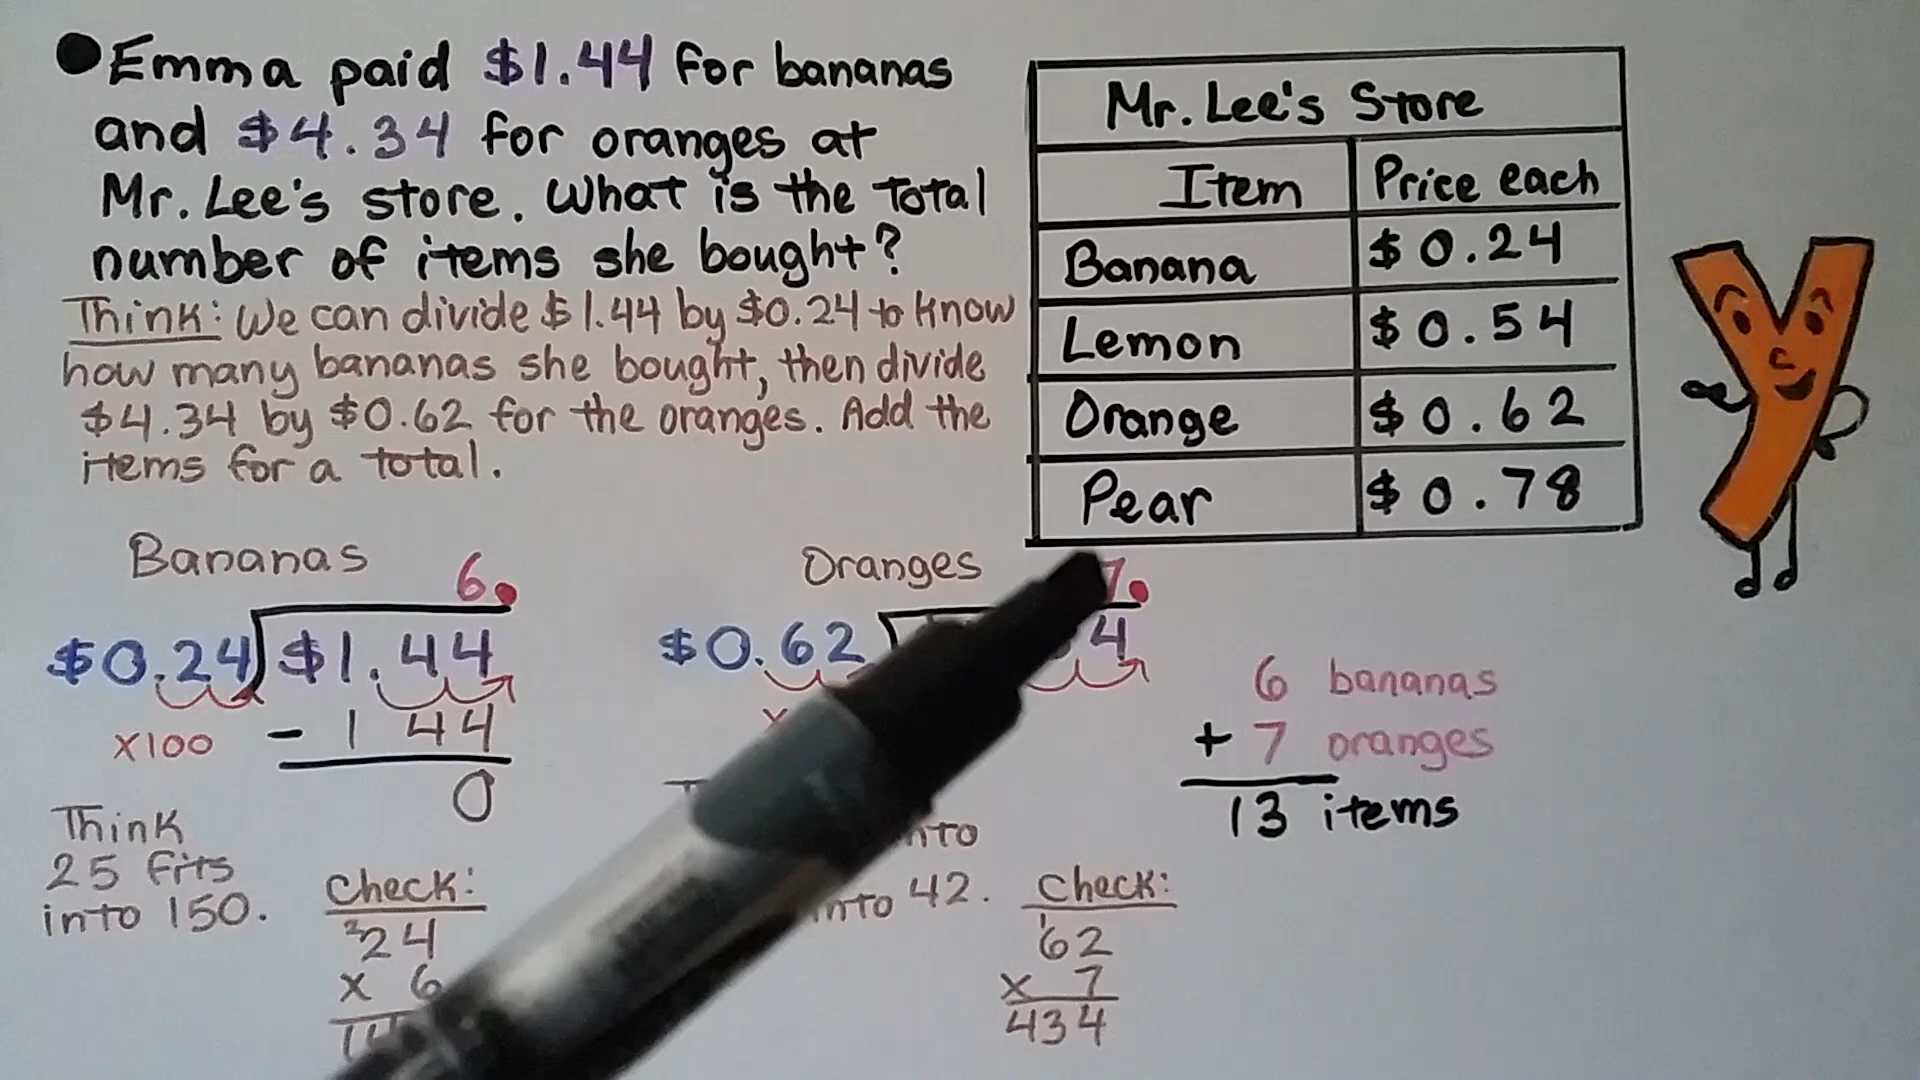 Emma paid $1.44 for bananas
and $4.34 for oranges at
Mr. Lee's store. What is the total
number of items she bought?
Think: We can divide $1.44 by $0.24 to know
how many bananas she bought, then divide
$4.34 by $0.62 for the oranges. Add the
items for a total.
Mr. Lee's Store
Item Price each
Banana $0.24
Lemon $0.54
Orange $0.62
Pear $0.78
Bananas
6.
$0.24 $1.44
x100 - 1 44
0
Think
25 fits
into 150.
Check:
2
24
x 6
Oranges
7.
$0.62 4
into 42.
Check:
1
62
x 7
434
6 bananas
+ 7 oranges
13 items